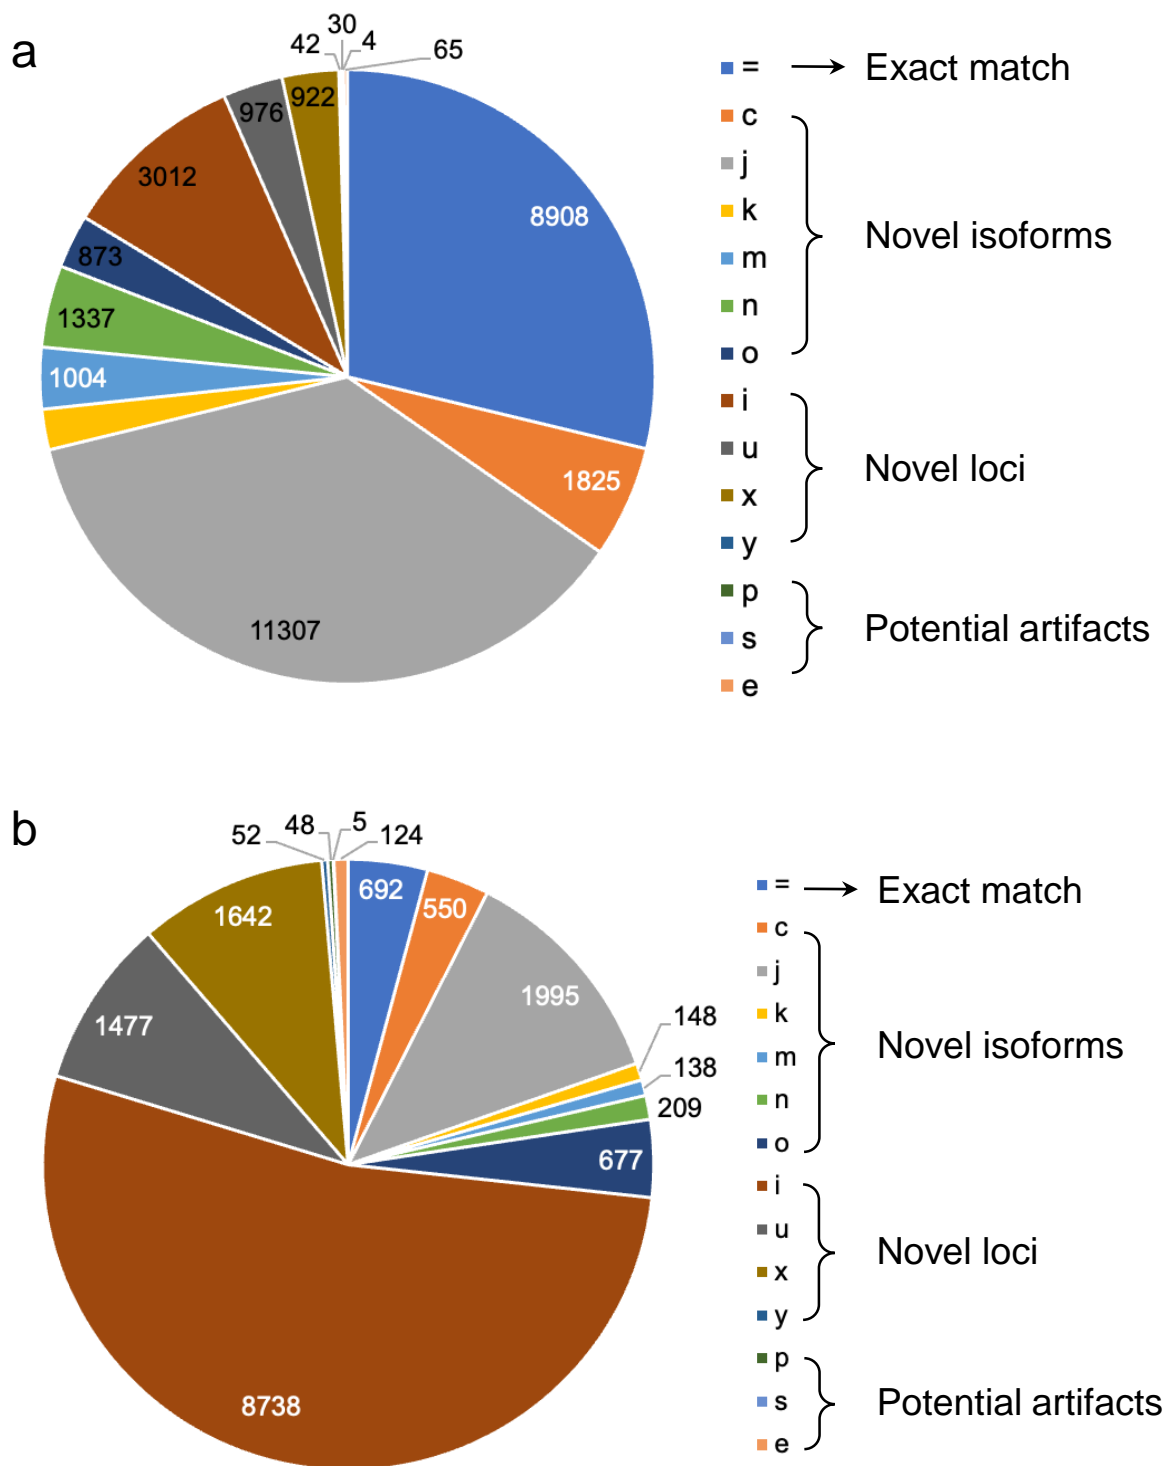 a
30
42
4
65
976
922
3012
8908
873
1337
1004
1825
11307
=
Exact match
c
j
k
m
n
o
Novel isoforms
i
u
x
y
Novel loci
p
s
e
Potential artifacts
b
52
48
5
124
692
550
1642
1995
1477
148
138
209
677
8738
=
Exact match
c
j
k
m
n
o
Novel isoforms
i
u
x
y
Novel loci
p
s
e
Potential artifacts